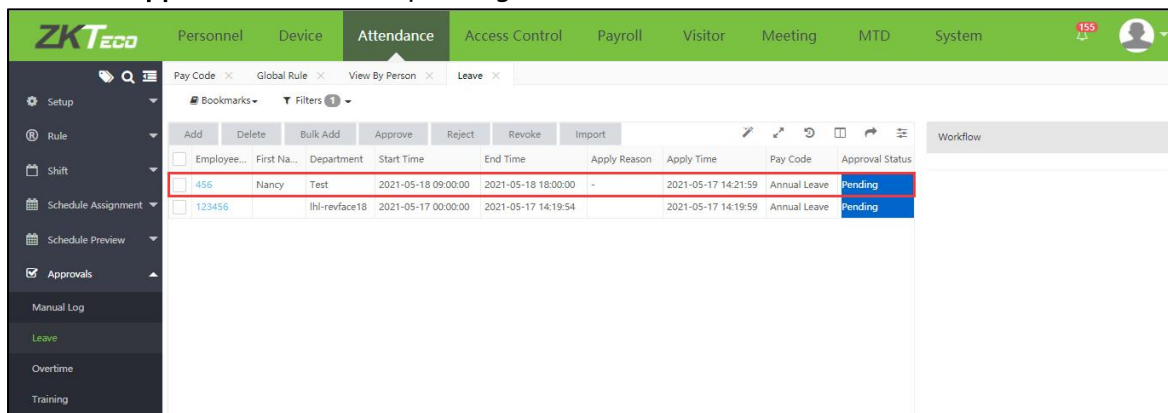 ZKTECO Personnel Device Attendance Access Control Payroll Visitor Meeting MTD System 155
Pay Code × Global Rule × View By Person × Leave ×
Setup
Bookmarks Filters 1
Rule
Add Delete Bulk Add Approve Reject Revoke Import
Workflow
Employee... First Na... Department Start Time End Time Apply Reason Apply Time Pay Code Approval Status
Shift
456 Nancy Test 2021-05-18 09:00:00 2021-05-18 18:00:00 - 2021-05-17 14:21:59 Annual Leave Pending
Schedule Assignment
123456 lhl-revface18 2021-05-17 00:00:00 2021-05-17 14:19:54 2021-05-17 14:19:59 Annual Leave Pending
Schedule Preview
Approvals
Manual Log
Leave
Overtime
Training